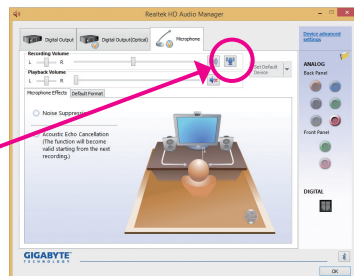 Realtek HD Audio Manager
Digital Output
Digital Output(Optical)
Microphone
Device advanced settings
Recording Volume
L
R
Set Default Device
Playback Volume
L
R
ANALOG
Back Panel
Microphone Effects
Default Format
Noise Suppression
Acoustic Echo Cancellation
(The function will become
valid starting from the next
recording.)
Front Panel
DIGITAL
GIGABYTE
TECHNOLOGY
OK